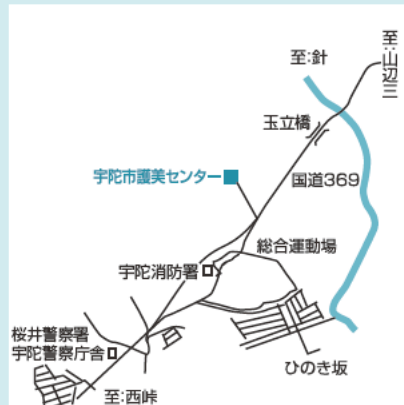 至:山辺三
至:針
玉立橋
宇陀市護美センター
国道369
総合運動場
宇陀消防署
桜井警察署
宇陀警察庁舎
ひのき坂
至:西峠